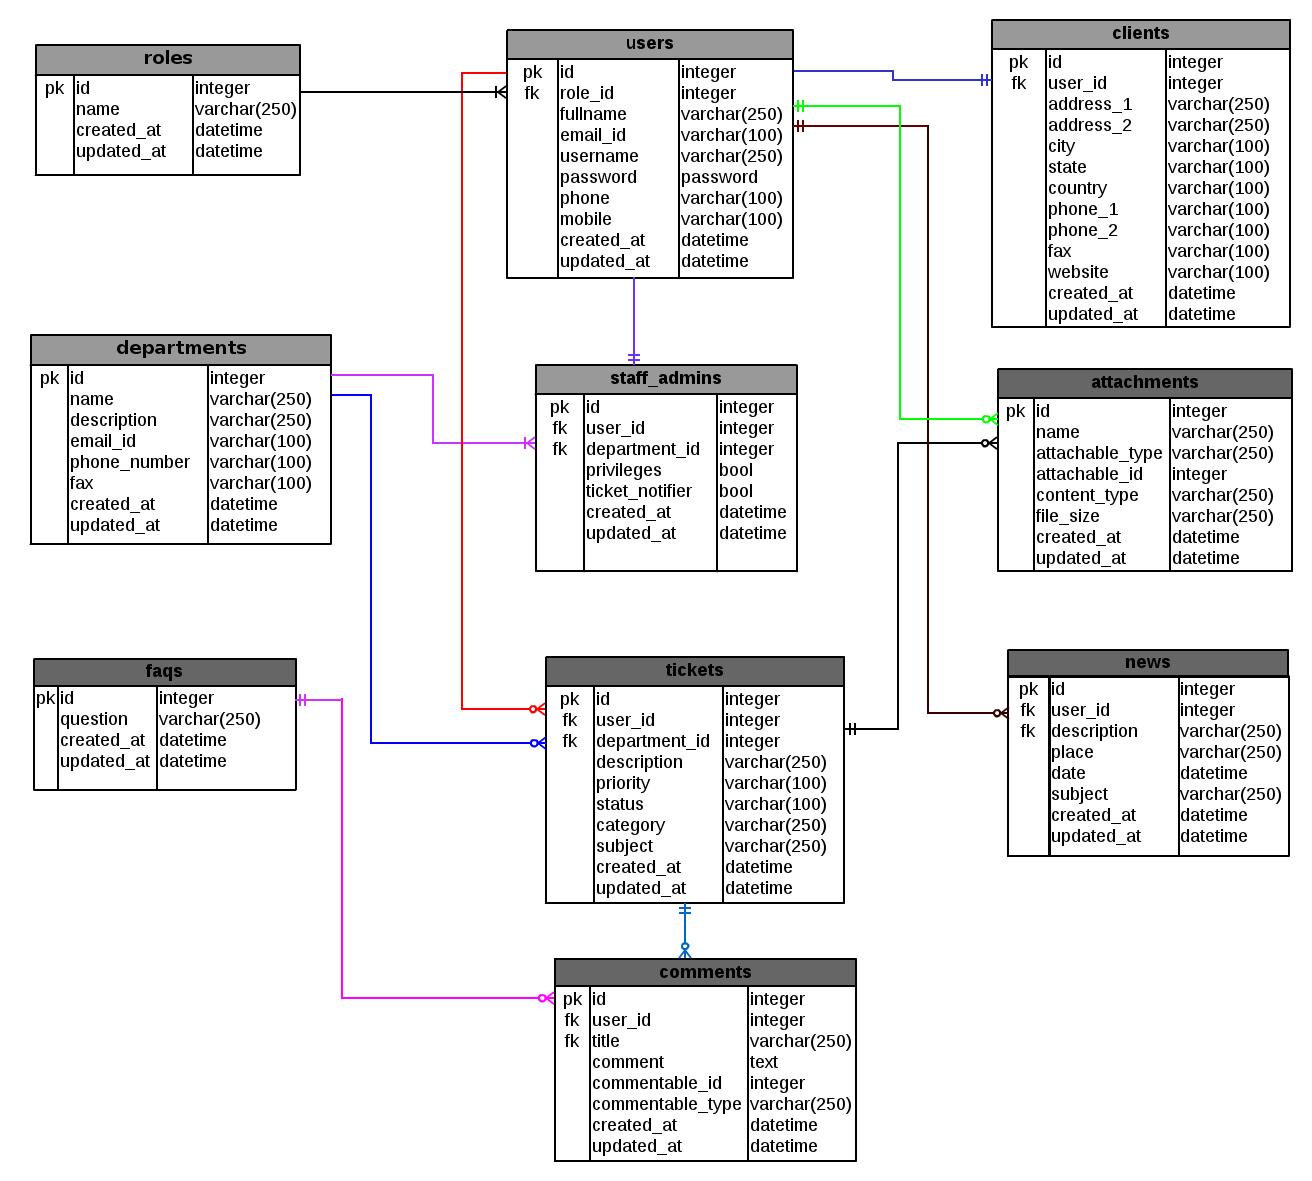 roles
pk id integer
name varchar(250)
created_at datetime
updated_at datetime
users
pk id integer
fk role_id integer
fullname varchar(250)
email_id varchar(100)
username varchar(250)
password password
phone varchar(100)
mobile varchar(100)
created_at datetime
updated_at datetime
clients
pk id integer
fk user_id integer
address_1 varchar(250)
address_2 varchar(250)
city varchar(100)
state varchar(100)
country varchar(100)
phone_1 varchar(100)
phone_2 varchar(100)
fax varchar(100)
website varchar(100)
created_at datetime
updated_at datetime
departments
pk id integer
name varchar(250)
description varchar(250)
email_id varchar(100)
phone_number varchar(100)
fax varchar(100)
created_at datetime
updated_at datetime
staff_admins
pk id integer
fk user_id integer
fk department_id integer
privileges bool
ticket_notifier bool
created_at datetime
updated_at datetime
attachments
pk id integer
name varchar(250)
attachable_type varchar(250)
attachable_id integer
content_type varchar(250)
file_size varchar(250)
created_at datetime
updated_at datetime
faqs
pk id integer
question varchar(250)
created_at datetime
updated_at datetime
tickets
pk id integer
fk user_id integer
fk department_id integer
description varchar(250)
priority varchar(100)
status varchar(100)
category varchar(250)
subject varchar(250)
created_at datetime
updated_at datetime
news
pk id integer
fk user_id integer
fk description varchar(250)
place varchar(250)
date datetime
subject varchar(250)
created_at datetime
updated_at datetime
comments
pk id integer
fk user_id integer
fk title varchar(250)
comment text
commentable_id integer
commentable_type varchar(250)
created_at datetime
updated_at datetime